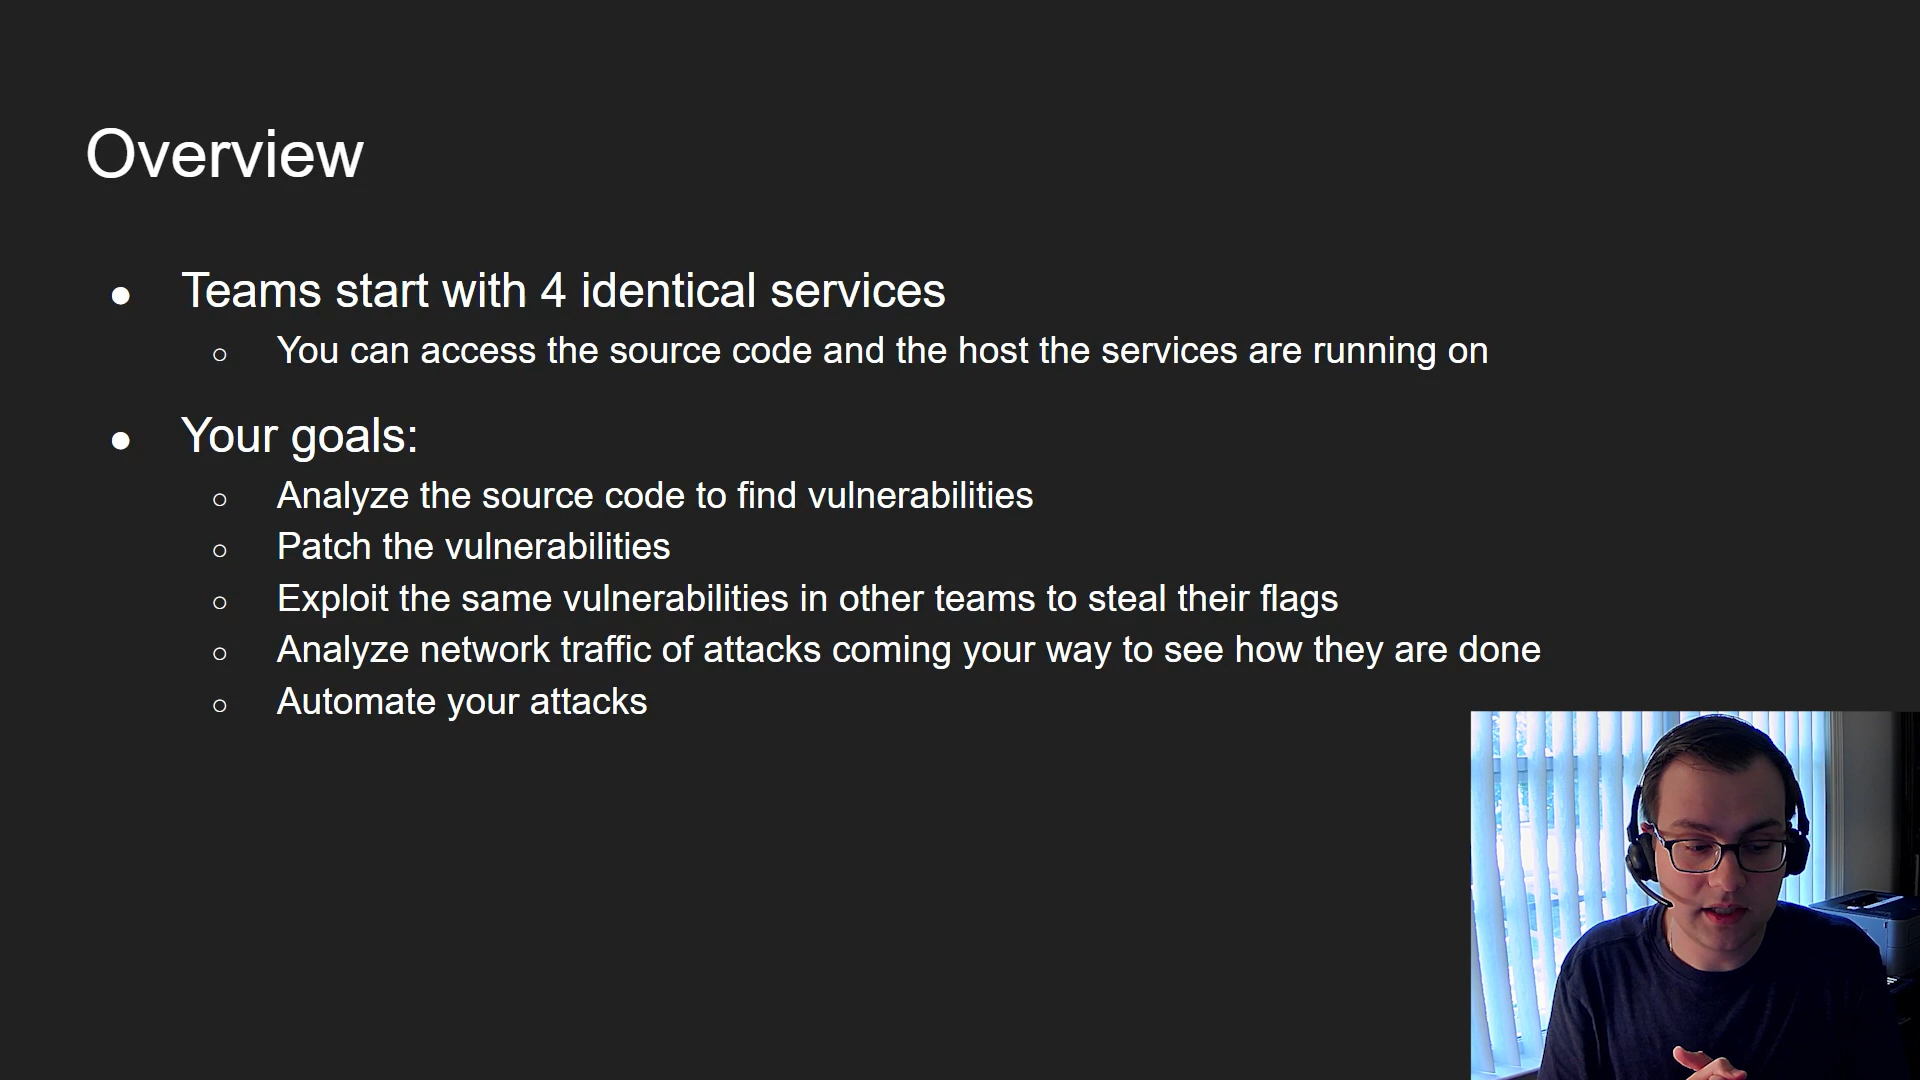 Overview
● Teams start with 4 identical services
○ You can access the source code and the host the services are running on
● Your goals:
○ Analyze the source code to find vulnerabilities
○ Patch the vulnerabilities
○ Exploit the same vulnerabilities in other teams to steal their flags
○ Analyze network traffic of attacks coming your way to see how they are done
○ Automate your attacks